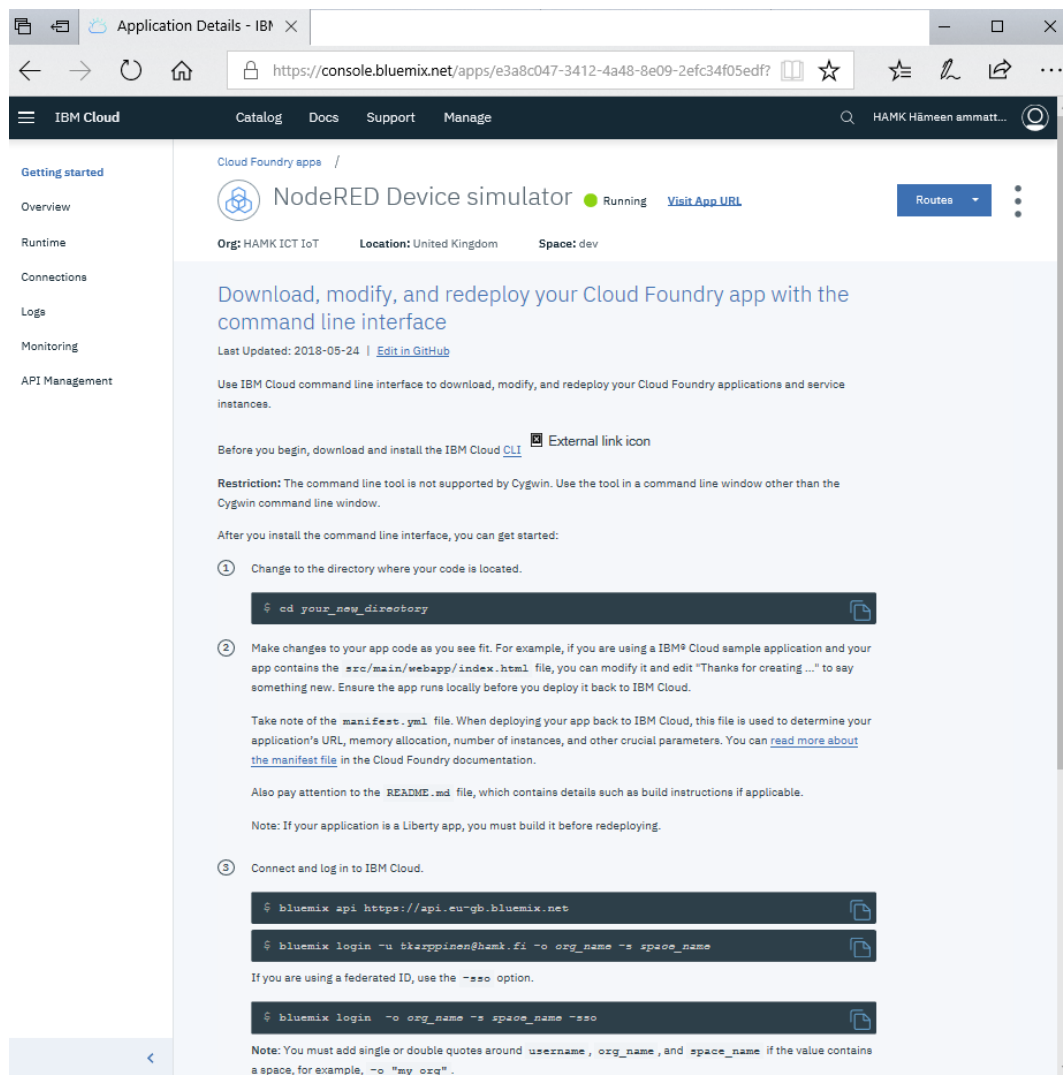 Application Details - IBM
https://console.bluemix.net/apps/e3a8c047-3412-4a48-8e09-2efc34f05edf?
IBM Cloud Catalog Docs Support Manage HAMK Hämeen ammatt...
Getting started
Overview
Runtime
Connections
Logs
Monitoring
API Management
Cloud Foundry apps /
NodeRED Device simulator Running Visit App URL
Routes
Org: HAMK ICT IoT Location: United Kingdom Space: dev
Download, modify, and redeploy your Cloud Foundry app with the
command line interface
Last Updated: 2018-05-24 | Edit in GitHub
Use IBM Cloud command line interface to download, modify, and redeploy your Cloud Foundry applications and service
instances.
Before you begin, download and install the IBM Cloud CLI External link icon
Restriction: The command line tool is not supported by Cygwin. Use the tool in a command line window other than the
Cygwin command line window.
After you install the command line interface, you can get started:
1 Change to the directory where your code is located.
$ cd your_new_directory
2 Make changes to your app code as you see fit. For example, if you are using a IBM® Cloud sample application and your
app contains the src/main/webapp/index.html file, you can modify it and edit "Thanks for creating ..." to say
something new. Ensure the app runs locally before you deploy it back to IBM Cloud.
Take note of the manifest.yml file. When deploying your app back to IBM Cloud, this file is used to determine your
application's URL, memory allocation, number of instances, and other crucial parameters. You can read more about
the manifest file in the Cloud Foundry documentation.
Also pay attention to the README.md file, which contains details such as build instructions if applicable.
Note: If your application is a Liberty app, you must build it before redeploying.
3 Connect and log in to IBM Cloud.
$ bluemix api https://api.eu-gb.bluemix.net
$ bluemix login -u tkarppinen@hamk.fi -o org_name -s space_name
If you are using a federated ID, use the -sso option.
$ bluemix login -o org_name -s space_name -sso
Note: You must add single or double quotes around username, org_name, and space_name if the value contains
a space, for example, -o "my org".